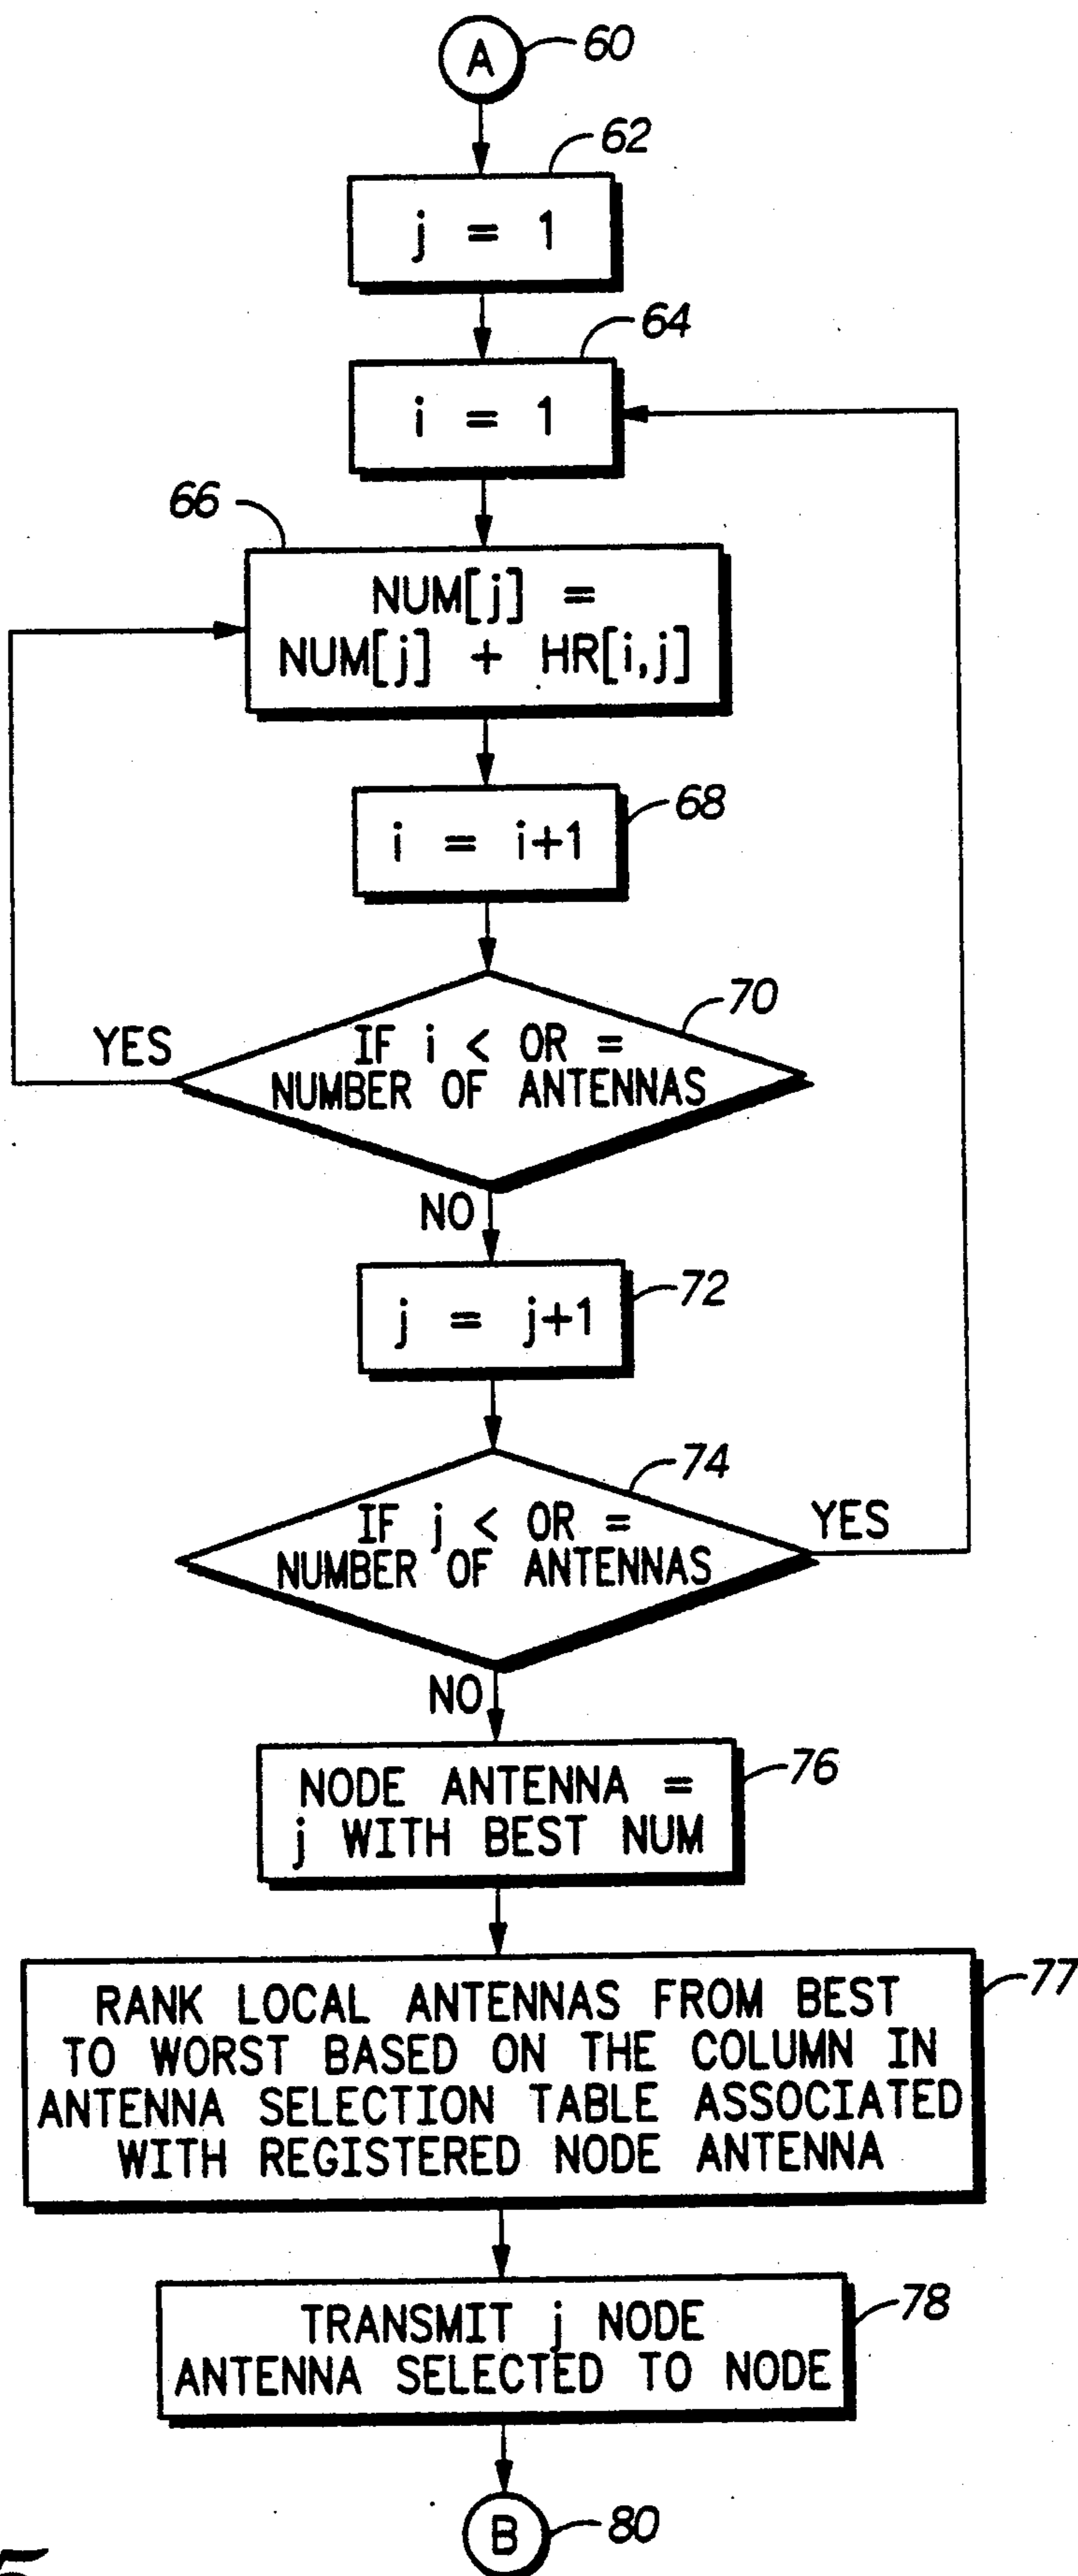 A 60
62
j = 1
64
i = 1
66
NUM[j] =
NUM[j] + HR[i,j]
68
i = i+1
70
IF i < OR =
NUMBER OF ANTENNAS
YES
NO
72
j = j+1
74
IF j < OR =
NUMBER OF ANTENNAS
YES
NO
76
NODE ANTENNA =
j WITH BEST NUM
77
RANK LOCAL ANTENNAS FROM BEST
TO WORST BASED ON THE COLUMN IN
ANTENNA SELECTION TABLE ASSOCIATED
WITH REGISTERED NODE ANTENNA
78
TRANSMIT j NODE
ANTENNA SELECTED TO NODE
B 80